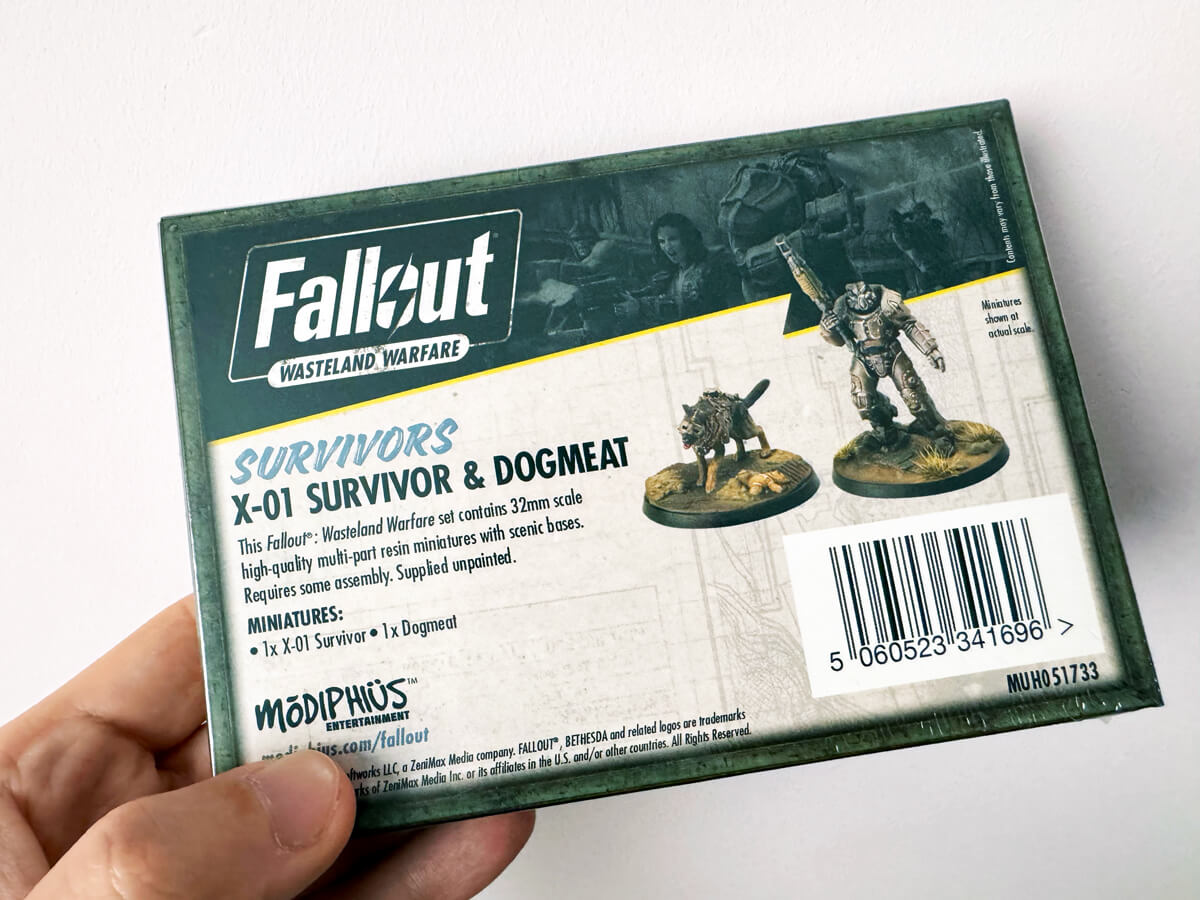 Contents may vary from those illustrated.
Fallout®
WASTELAND WARFARE
Miniatures
shown at
actual scale.
SURVIVORS
X-01 SURVIVOR & DOGMEAT
This Fallout®: Wasteland Warfare set contains 32mm scale
high-quality multi-part resin miniatures with scenic bases.
Requires some assembly. Supplied unpainted.
MINIATURES:
• 1x X-01 Survivor • 1x Dogmeat
5 060523 341696 >
MUH051733
MōDIPHIÜS™
ENTERTAINMENT
modiphius.com/fallout
ftworks LLC, a ZeniMax Media company. FALLOUT®, BETHESDA and related logos are trademarks
rks of ZeniMax Media Inc. or its affiliates in the U.S. and/or other countries. All Rights Reserved.